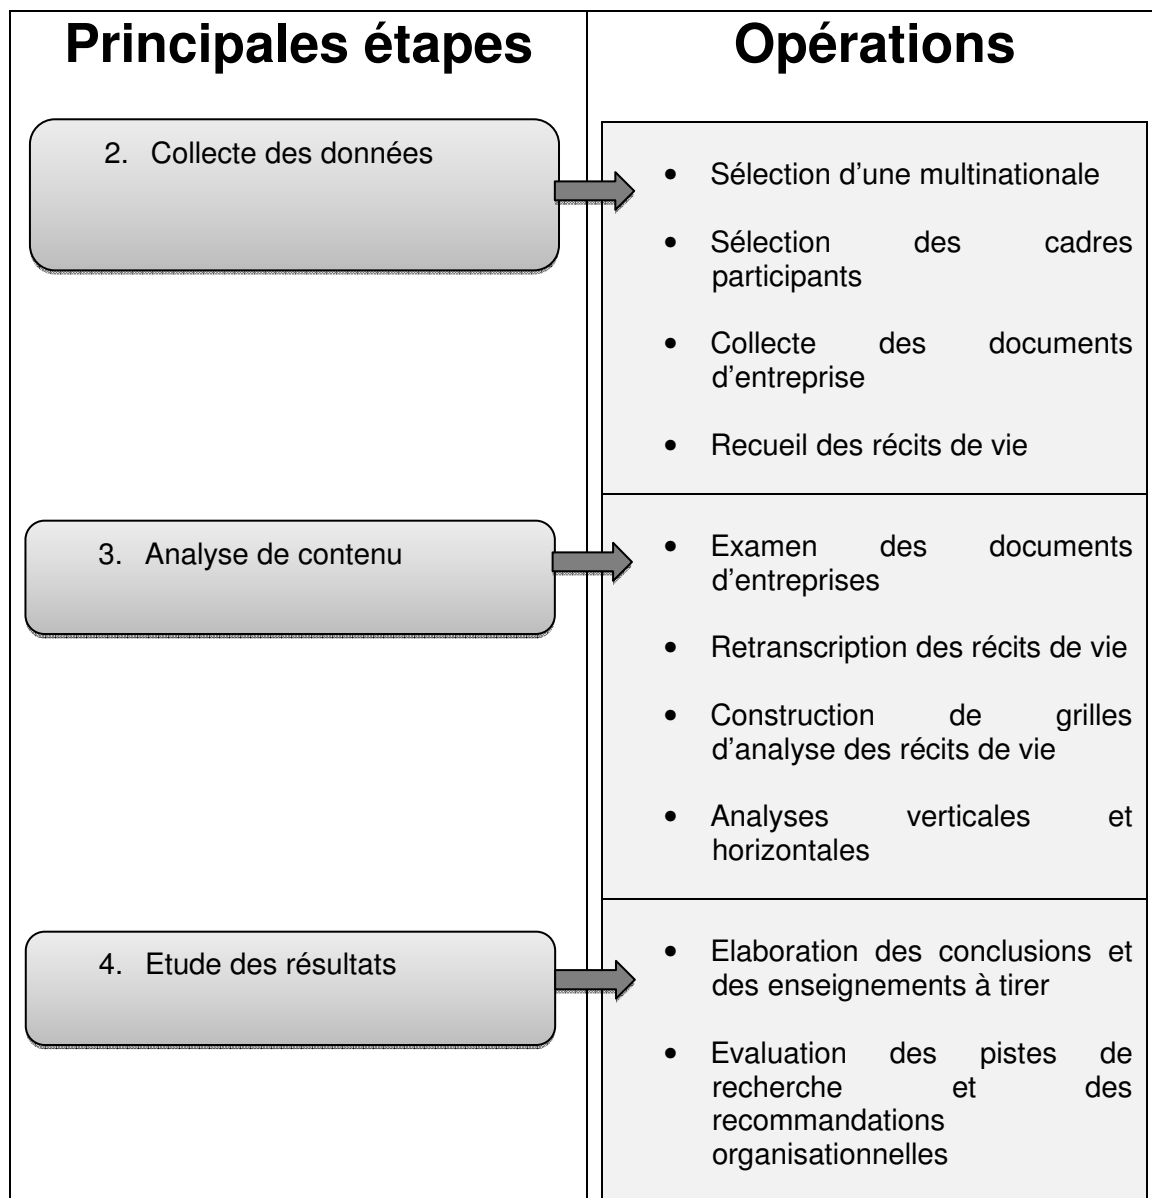 Principales étapes
Opérations
2. Collecte des données
• Sélection d’une multinationale
• Sélection des cadres
participants
• Collecte des documents
d'entreprise
• Recueil des récits de vie
3. Analyse de contenu
• Examen des documents
d’entreprises
• Retranscription des récits de vie
• Construction de grilles
d’analyse des récits de vie
• Analyses verticales et
horizontales
4. Etude des résultats
• Elaboration des conclusions et
des enseignements à tirer
• Evaluation des pistes de
recherche et des
recommandations
organisationnelles